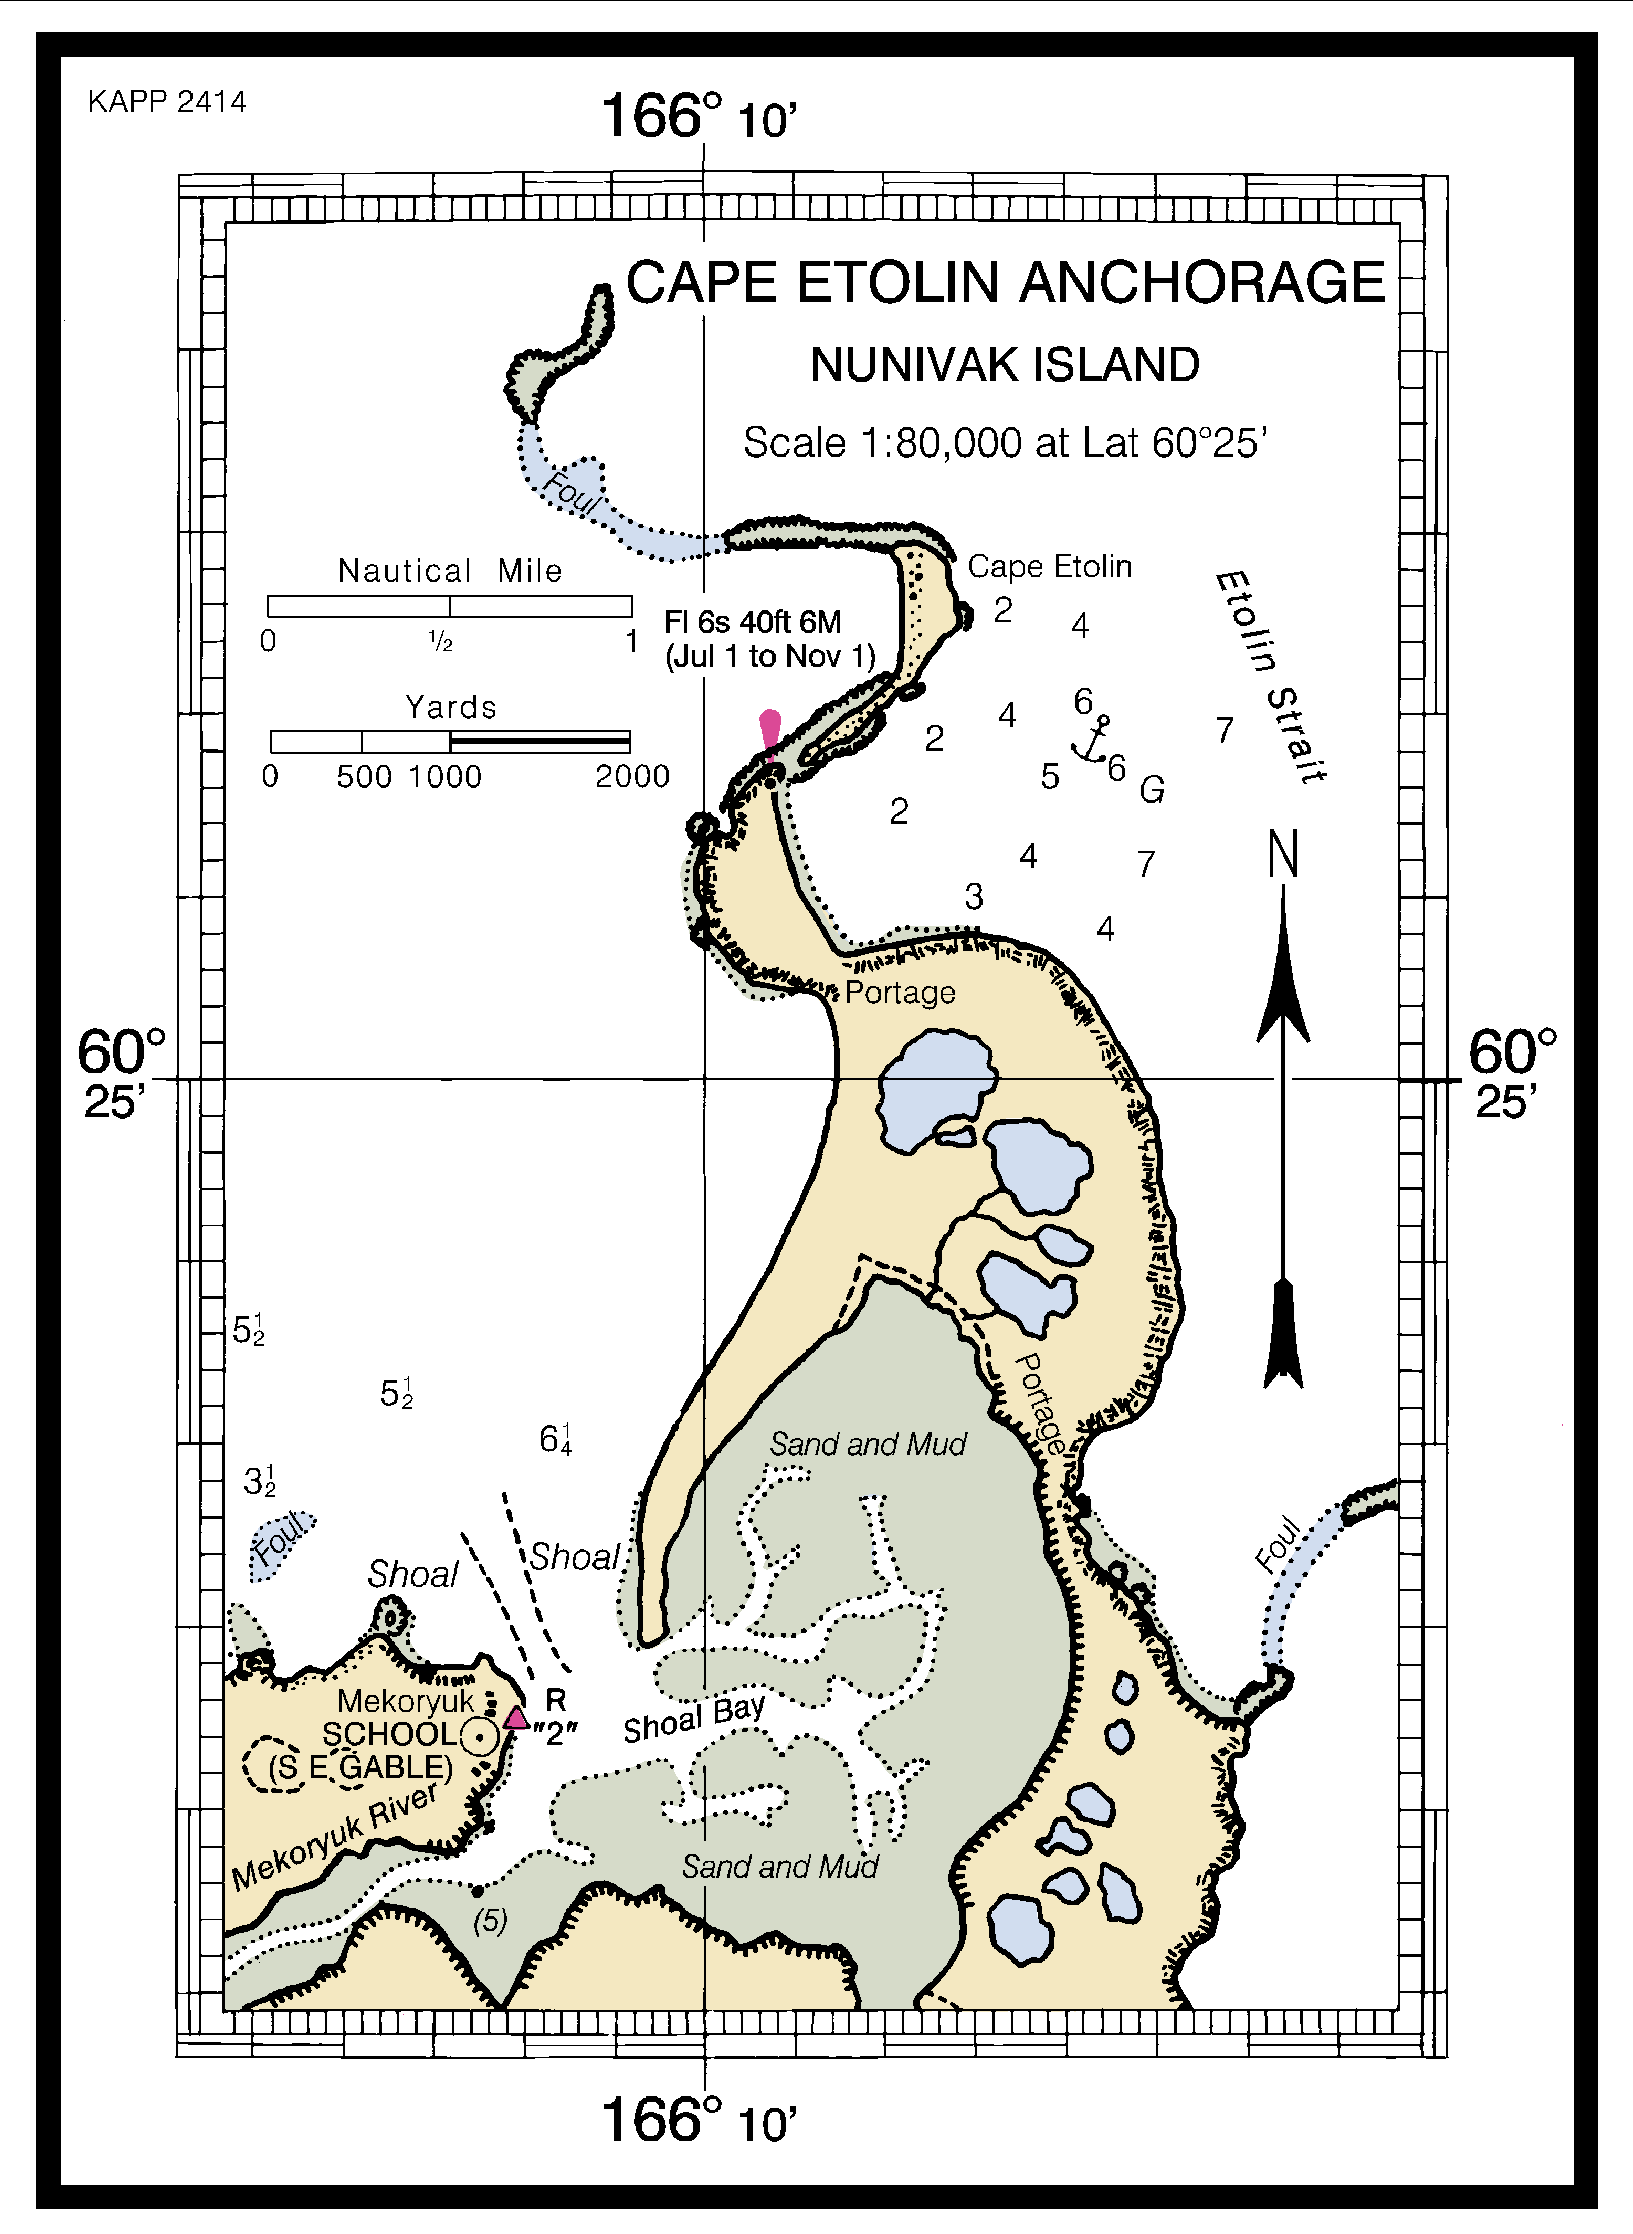 KAPP 2414
166° 10'
CAPE ETOLIN ANCHORAGE
NUNIVAK ISLAND
Scale 1:80,000 at Lat 60°25'
Foul
Nautical Mile
0 1/2 1
Yards
0 500 1000 2000
Fl 6s 40ft 6M
(Jul 1 to Nov 1)
Cape Etolin
Etolin Strait
2 4
6
4
2 7
5 6 G
2
4 7
3
4
N
Portage
60°
25'
60°
25'
5 1/2
5 1/2
6 1/4
3 1/2
Portage
Sand and Mud
Foul
Foul
Shoal
Shoal
Mekoryuk
SCHOOL
(S E GABLE)
R
"2"
Shoal Bay
Mekoryuk River
Sand and Mud
(5)
166° 10'